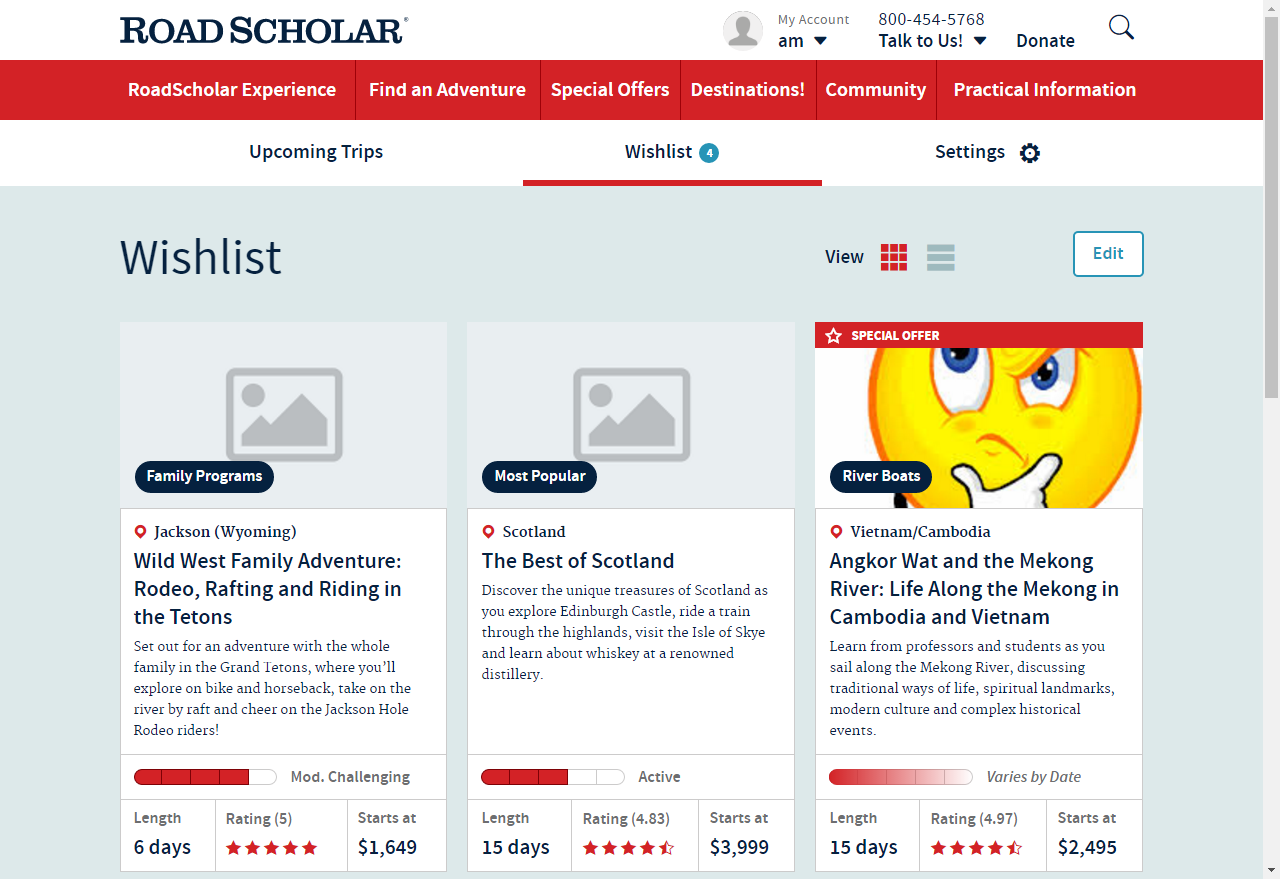 ROAD SCHOLAR®
My Account
am
800-454-5768
Talk to Us!
Donate
RoadScholar Experience
Find an Adventure
Special Offers
Destinations!
Community
Practical Information
Upcoming Trips
Wishlist 4
Settings
Wishlist
View
Edit
Family Programs
Jackson (Wyoming)
Wild West Family Adventure:
Rodeo, Rafting and Riding in
the Tetons
Set out for an adventure with the whole
family in the Grand Tetons, where you’ll
explore on bike and horseback, take on the
river by raft and cheer on the Jackson Hole
Rodeo riders!
Mod. Challenging
Length
6 days
Rating (5)
Starts at
$1,649
Most Popular
Scotland
The Best of Scotland
Discover the unique treasures of Scotland as
you explore Edinburgh Castle, ride a train
through the highlands, visit the Isle of Skye
and learn about whiskey at a renowned
distillery.
Active
Length
15 days
Rating (4.83)
Starts at
$3,999
SPECIAL OFFER
River Boats
Vietnam/Cambodia
Angkor Wat and the Mekong
River: Life Along the Mekong in
Cambodia and Vietnam
Learn from professors and students as you
sail along the Mekong River, discussing
traditional ways of life, spiritual landmarks,
modern culture and complex historical
events.
Varies by Date
Length
15 days
Rating (4.97)
Starts at
$2,495